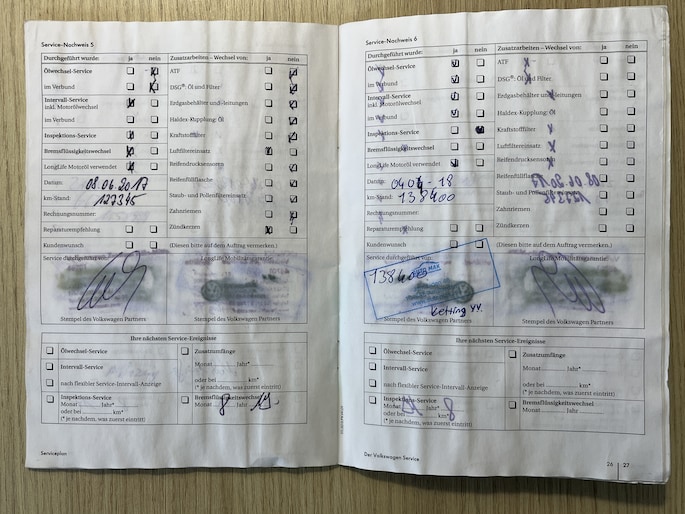 Service-Nachweis 5
Durchgeführt wurde: ja nein
Ölwechsel-Service
im Verbund
Intervall-Service
inkl. Motorölwechsel
im Verbund
Inspektions-Service
Bremsflüssigkeitswechsel
LongLife Motoröl verwendet
Datum: 08.06.2017
km-Stand: 123345
Rechnungsnummer:
Reparaturempfehlung
Kundenwunsch
Zusatzarbeiten – Wechsel von: ja nein
ATF
DSG®: Öl und Filter
Erdgasbehälter und -leitungen
Haldex-Kupplung: Öl
Kraftstofffilter
Luftfiltereinsatz
Reifendrucksensoren
Reifenfüllflasche
Staub- und Pollenfiltereinsatz
Zahnriemen
Zündkerzen
(Diesen bitte auf dem Auftrag vermerken.)
Service durchgeführt von:
LongLife Mobilitätsgarantie:
Stempel des Volkswagen Partners
Stempel des Volkswagen Partners
Ihre nächsten Service-Ereignisse
Ölwechsel-Service
Intervall-Service
nach flexibler Service-Intervall-Anzeige
Inspektions-Service
Monat Jahr*
oder bei km*
(* je nachdem, was zuerst eintritt)
Zusatzumfänge
Monat Jahr*
oder bei km*
(* je nachdem, was zuerst eintritt)
Bremsflüssigkeitswechsel
Monat 8 Jahr 19
Serviceplan
Service-Nachweis 6
Durchgeführt wurde: ja nein
Ölwechsel-Service
im Verbund
Intervall-Service
inkl. Motorölwechsel
im Verbund
Inspektions-Service
Bremsflüssigkeitswechsel
LongLife Motoröl verwendet
Datum:
km-Stand: 138400
Rechnungsnummer:
Reparaturempfehlung
Kundenwunsch
Zusatzarbeiten – Wechsel von: ja nein
ATF
DSG®: Öl und Filter
Erdgasbehälter und -leitungen
Haldex-Kupplung: Öl
Kraftstofffilter
Luftfiltereinsatz
Reifendrucksensoren
Reifenfüllflasche
Staub- und Pollenfiltereinsatz
Zahnriemen
Zündkerzen
(Diesen bitte auf dem Auftrag vermerken.)
Service durchgeführt von:
LongLife Mobilitätsgarantie:
138400
Ketting VV.
Stempel des Volkswagen Partners
Stempel des Volkswagen Partners
Ihre nächsten Service-Ereignisse
Ölwechsel-Service
Intervall-Service
nach flexibler Service-Intervall-Anzeige
Inspektions-Service
Monat Jahr*
oder bei km*
(* je nachdem, was zuerst eintritt)
Zusatzumfänge
Monat Jahr*
oder bei km*
(* je nachdem, was zuerst eintritt)
Bremsflüssigkeitswechsel
Monat Jahr
Der Volkswagen Service
26 | 27